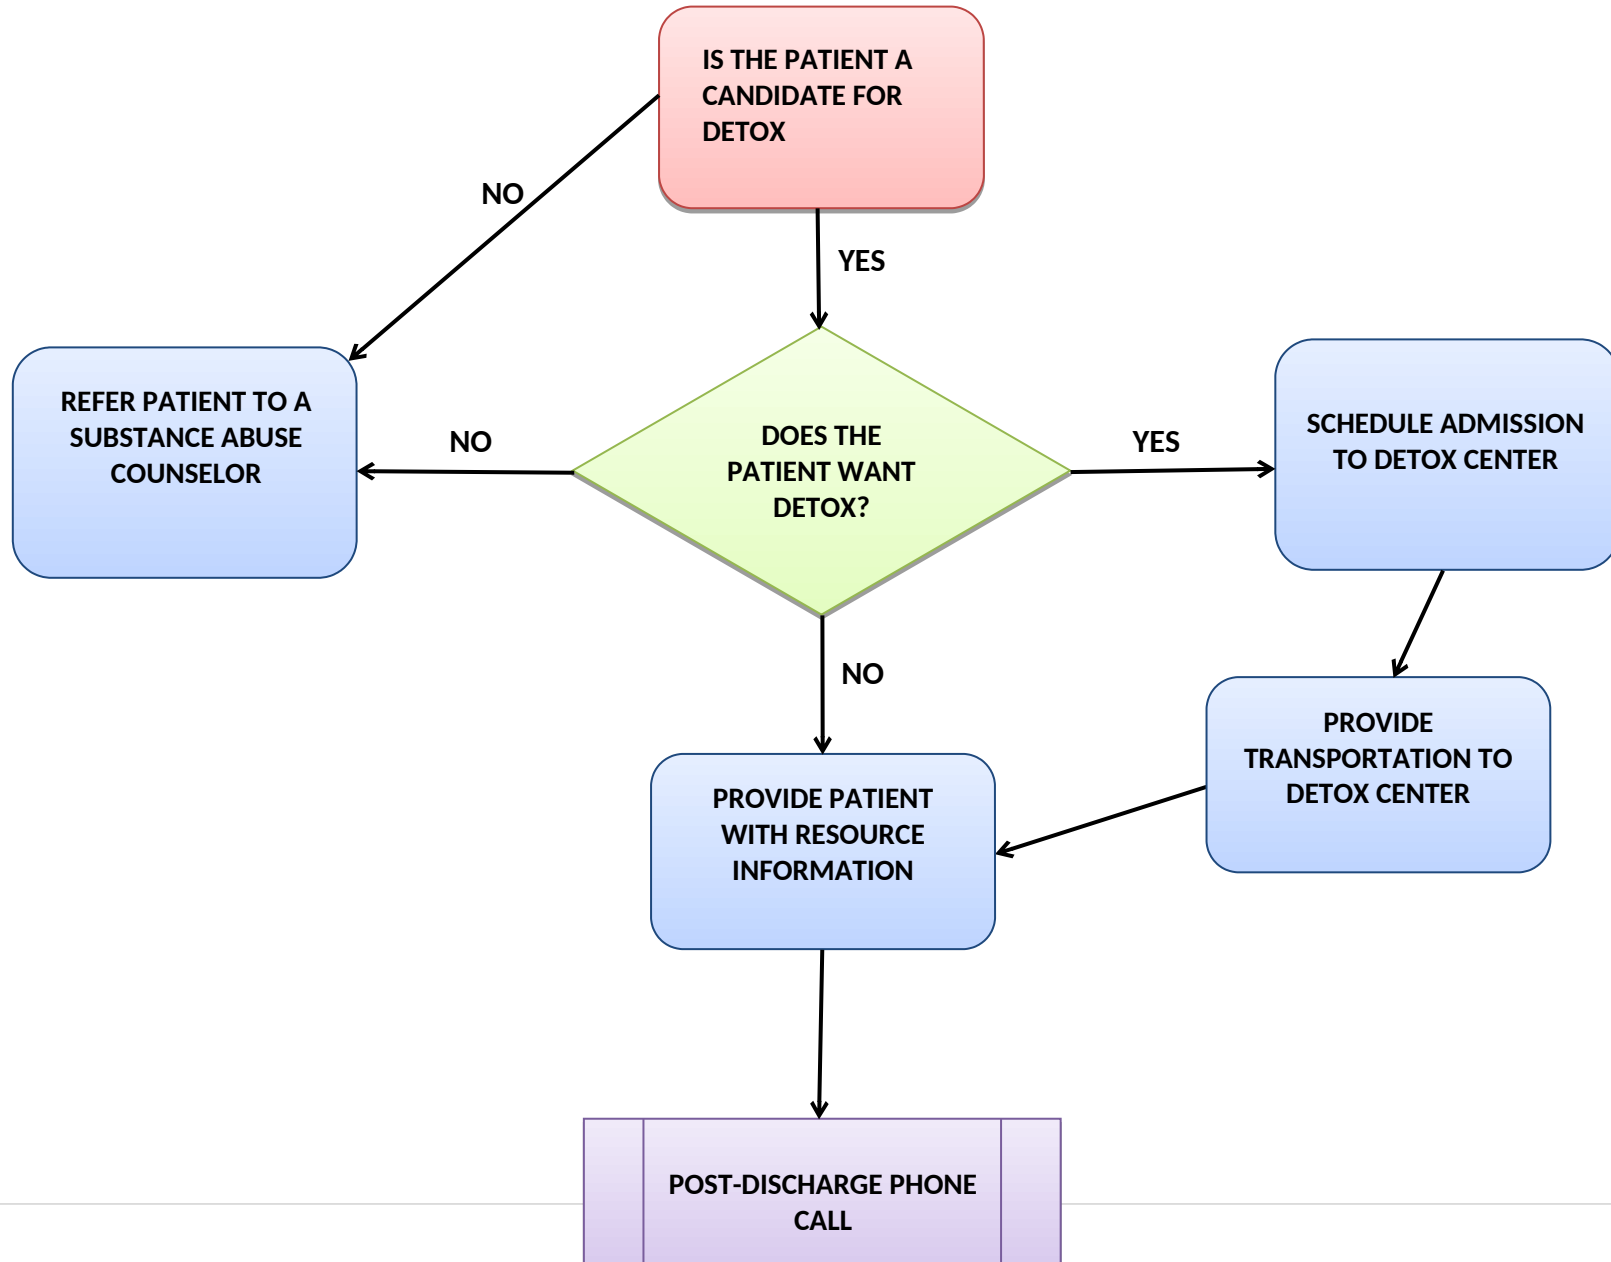 IS THE PATIENT A
CANDIDATE FOR
DETOX
NO
YES
REFER PATIENT TO A
SUBSTANCE ABUSE
COUNSELOR
NO
DOES THE
PATIENT WANT
DETOX?
YES
SCHEDULE ADMISSION
TO DETOX CENTER
NO
PROVIDE
TRANSPORTATION TO
DETOX CENTER
PROVIDE PATIENT
WITH RESOURCE
INFORMATION
POST-DISCHARGE PHONE
CALL